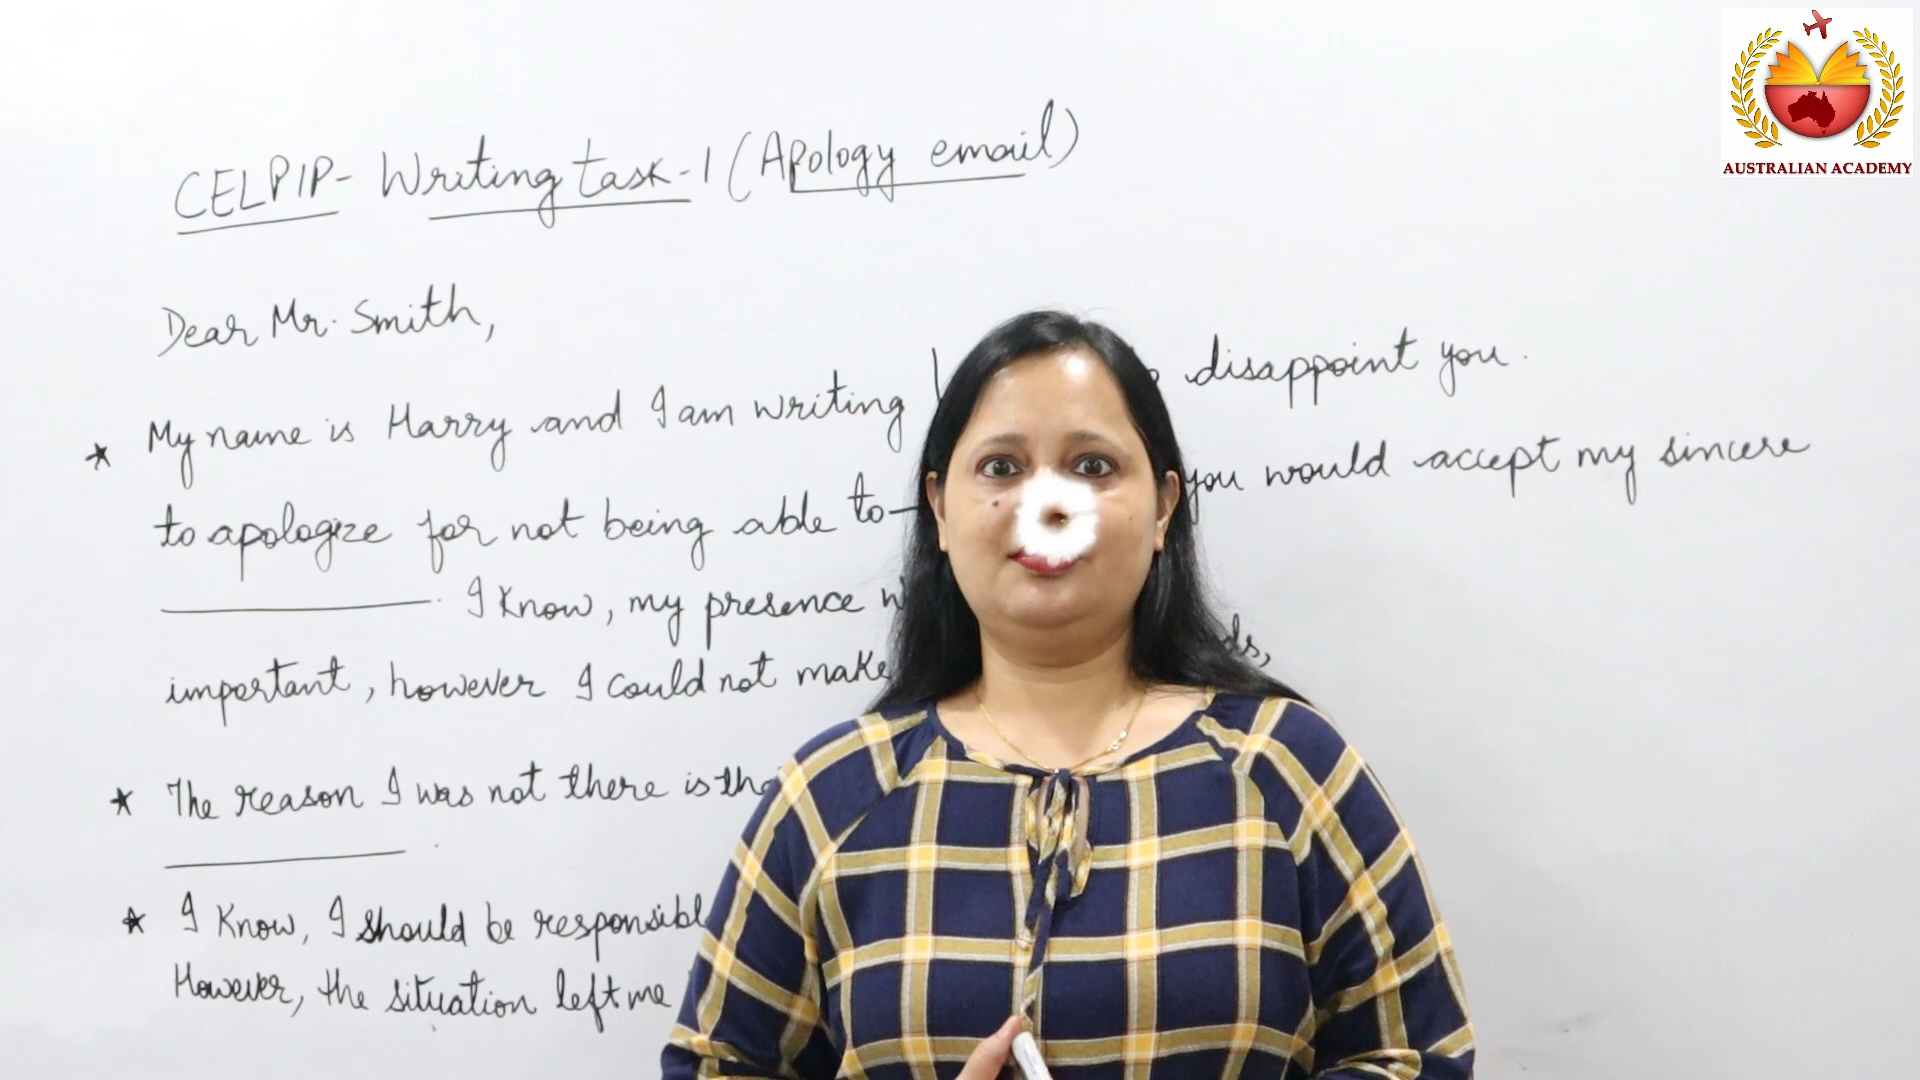 AUSTRALIAN ACADEMY
CELPIP- Writing task-1 (Apology email)
Dear Mr. Smith,
My name is Harry and I am writing disappoint you.
to apologize for not being able to you would accept my sincere
I know, my presence
important, however I could not make
The reason I was not there is
I know, I should be
However, the situation left me